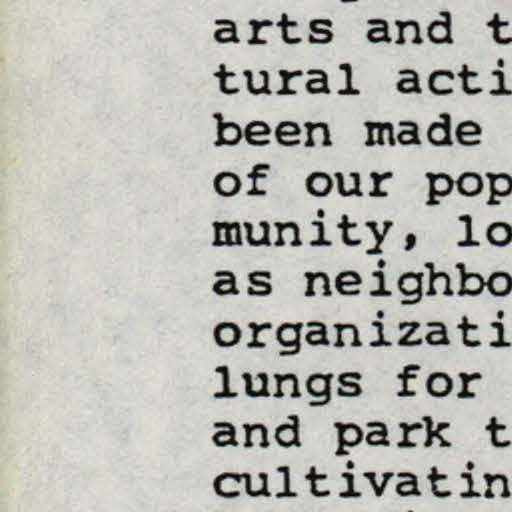 arts and t
tural acti
been made
of our pop
munity, lo
as neighbo
organizati
lungs for
and park t
cultivatin